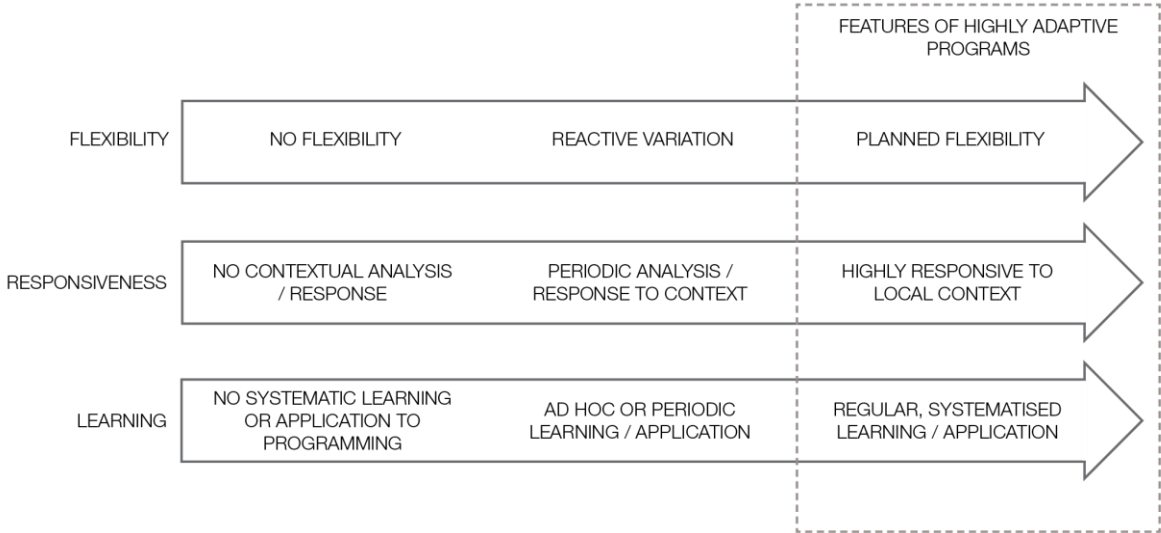 FEATURES OF HIGHLY ADAPTIVE
PROGRAMS
FLEXIBILITY
NO FLEXIBILITY
REACTIVE VARIATION
PLANNED FLEXIBILITY
RESPONSIVENESS
NO CONTEXTUAL ANALYSIS
/ RESPONSE
PERIODIC ANALYSIS /
RESPONSE TO CONTEXT
HIGHLY RESPONSIVE TO
LOCAL CONTEXT
LEARNING
NO SYSTEMATIC LEARNING
OR APPLICATION TO
PROGRAMMING
AD HOC OR PERIODIC
LEARNING / APPLICATION
REGULAR, SYSTEMATISED
LEARNING / APPLICATION